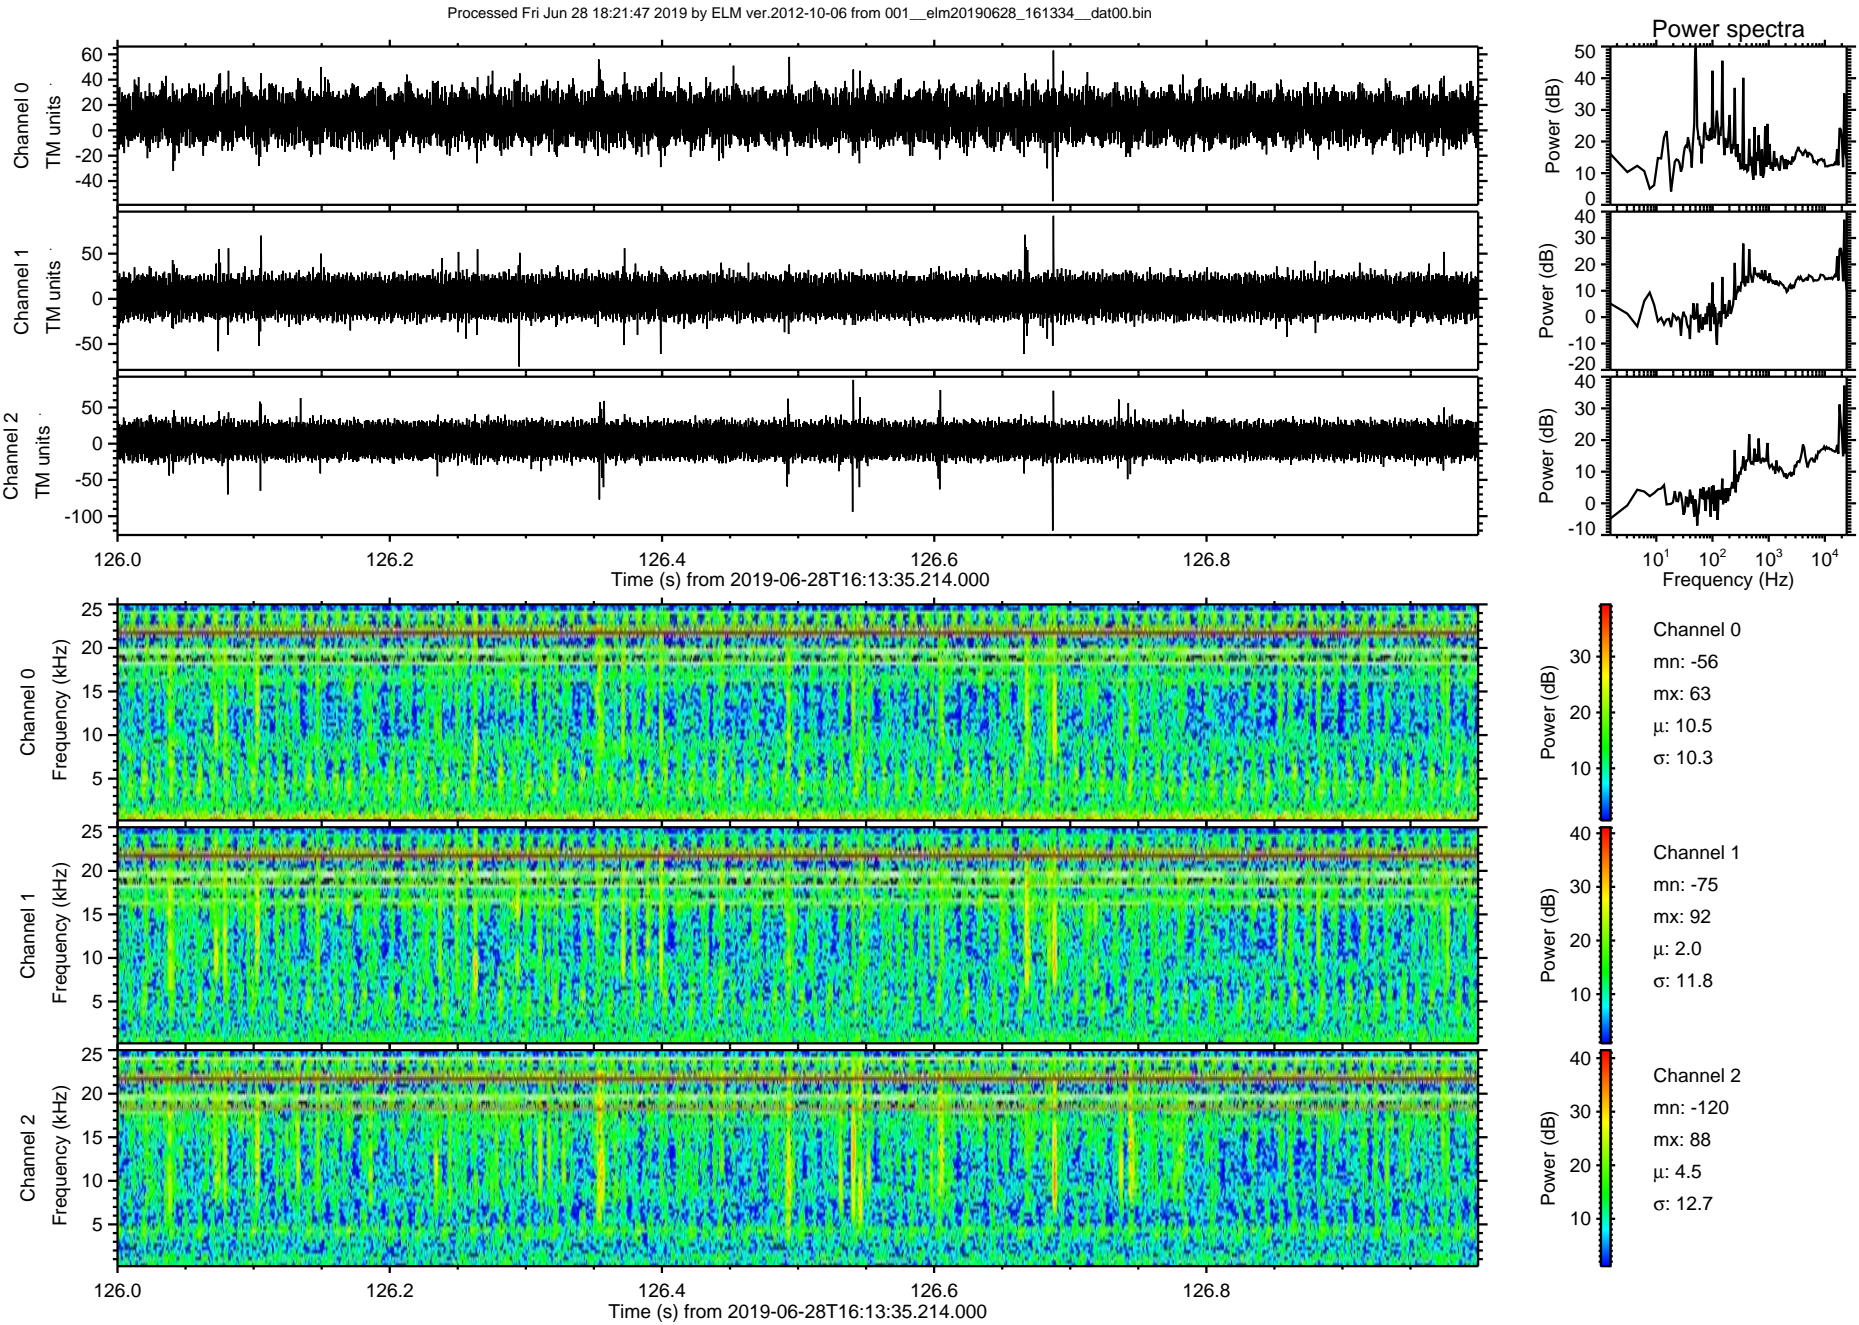 Processed Fri Jun 28 18:21:47 2019 by ELM ver.2012-10-06 from 001__elm20190628_161334__dat00.bin
Power spectra
Channel 0
TM units
60
40
20
0
-20
-40
Power (dB)
50
40
30
20
10
0
Channel 1
TM units
50
0
-50
Power (dB)
40
30
20
10
0
-10
-20
Channel 2
TM units
50
0
-50
-100
Power (dB)
40
30
20
10
0
-10
126.0 126.2 126.4 126.6 126.8
Time (s) from 2019-06-28T16:13:35.214.000
10^1 10^2 10^3 10^4
Frequency (Hz)
Channel 0
Frequency (kHz)
25
20
15
10
5
Power (dB)
30
20
10
Channel 0
mn: -56
mx: 63
μ: 10.5
σ: 10.3
Channel 1
Frequency (kHz)
25
20
15
10
5
Power (dB)
40
30
20
10
Channel 1
mn: -75
mx: 92
μ: 2.0
σ: 11.8
Channel 2
Frequency (kHz)
25
20
15
10
5
Power (dB)
40
30
20
10
Channel 2
mn: -120
mx: 88
μ: 4.5
σ: 12.7
126.0 126.2 126.4 126.6 126.8
Time (s) from 2019-06-28T16:13:35.214.000